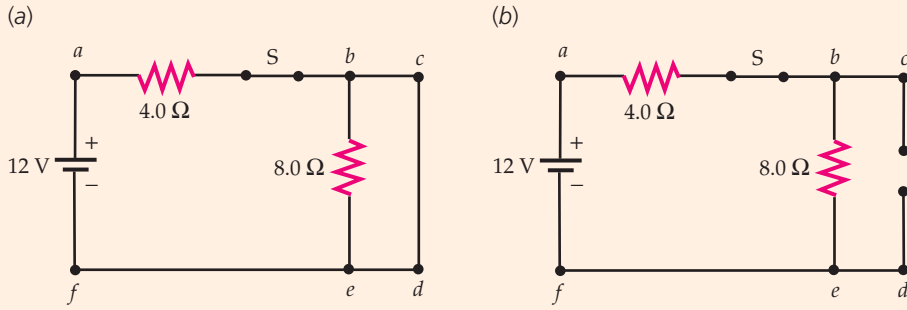 (a)
(b)
a S b c
4.0 Ω
12 V + −
8.0 Ω
f e d
a S b c
4.0 Ω
12 V + −
8.0 Ω
f e d